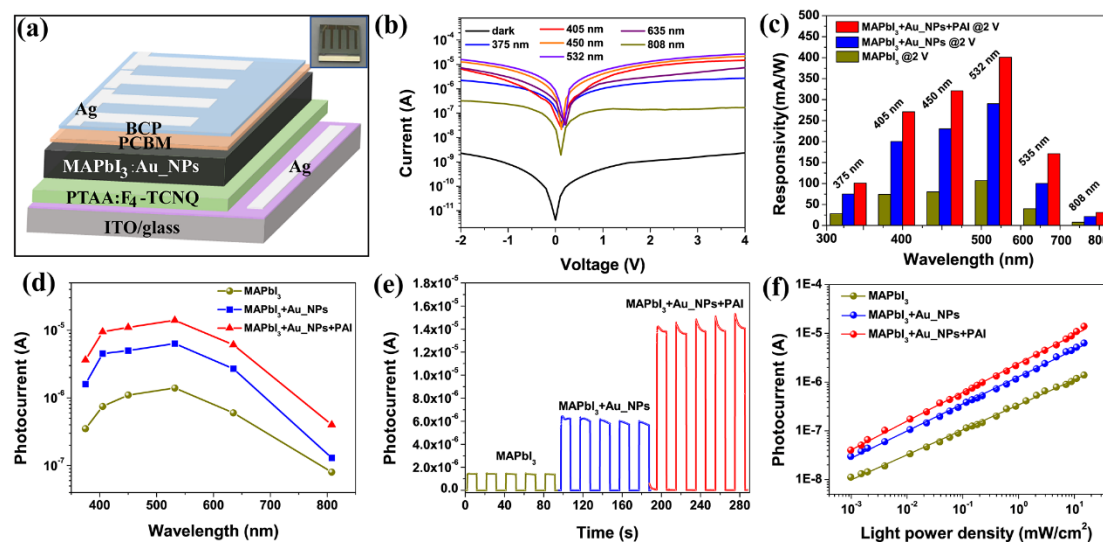 (a)
Ag
BCP
PCBM
MAPbI3:Au_NPs
Ag
PTAA:F4-TCNQ
ITO/glass
(b)
dark
375 nm
405 nm
450 nm
532 nm
635 nm
808 nm
10-4
10-5
10-6
10-7
10-8
10-9
10-10
10-11
Current (A)
-2 -1 0 1 2 3 4
Voltage (V)
(c)
MAPbI3+Au_NPs+PAI @2 V
MAPbI3+Au_NPs @2 V
MAPbI3 @2 V
450
400
350
300
250
200
150
100
50
0
Responsivity(mA/W)
375 nm
405 nm
450 nm
532 nm
535 nm
808 nm
300 400 500 600 700 800
Wavelength (nm)
(d)
MAPbI3
MAPbI3+Au_NPs
MAPbI3+Au_NPs+PAI
10-5
10-6
10-7
Photocurrent (A)
400 500 600 700 800
Wavelength (nm)
(e)
1.8x10-5
1.6x10-5
1.4x10-5
1.2x10-5
1.0x10-5
8.0x10-6
6.0x10-6
4.0x10-6
2.0x10-6
0.0
Photocurrent (A)
MAPbI3+Au_NPs+PAI
MAPbI3+Au_NPs
MAPbI3
0 40 80 120 160 200 240 280
Time (s)
(f)
MAPbI3
MAPbI3+Au_NPs
MAPbI3+Au_NPs+PAI
1E-4
1E-5
1E-6
1E-7
1E-8
Photocurrent (A)
10-3 10-2 10-1 100 101
Light power density (mW/cm2)